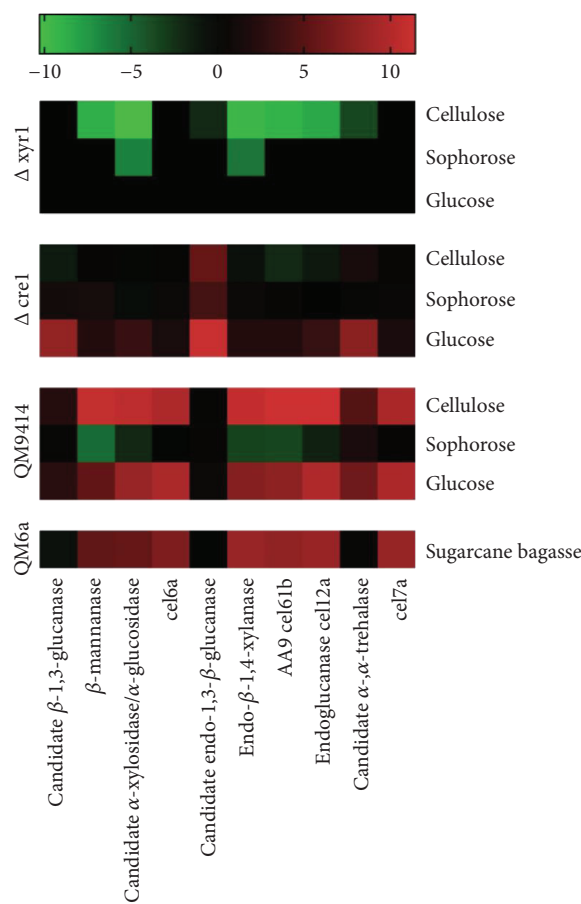 −10 −5 0 5 10
Δ xyr1
Cellulose
Sophorose
Glucose
Δ cre1
Cellulose
Sophorose
Glucose
QM9414
Cellulose
Sophorose
Glucose
QM6a
Sugarcane bagasse
Candidate β-1,3-glucanase
β-mannanase
Candidate α-xylosidase/α-glucosidase
cel6a
Candidate endo-1,3-β-glucanase
Endo-β-1,4-xylanase
AA9 cel61b
Endoglucanase cel12a
Candidate α-,α-trehalase
cel7a